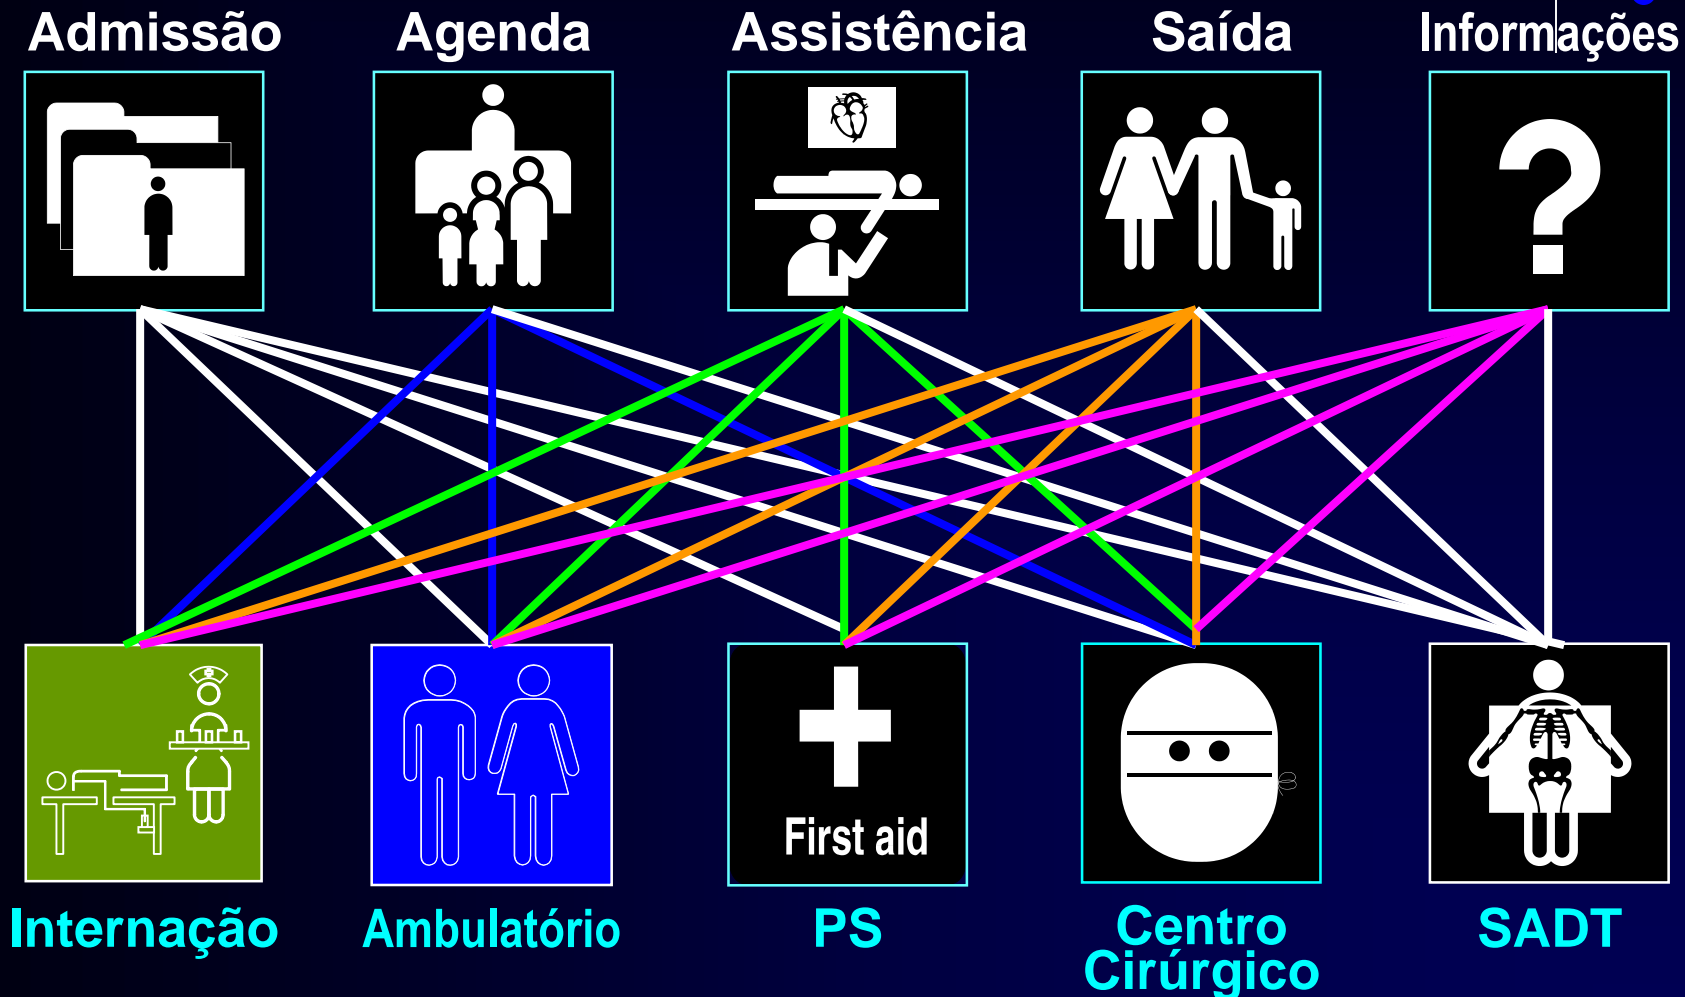 Admissão
Agenda
Assistência
Saída
Informações
?
First aid
Internação
Ambulatório
PS
Centro
Cirúrgico
SADT